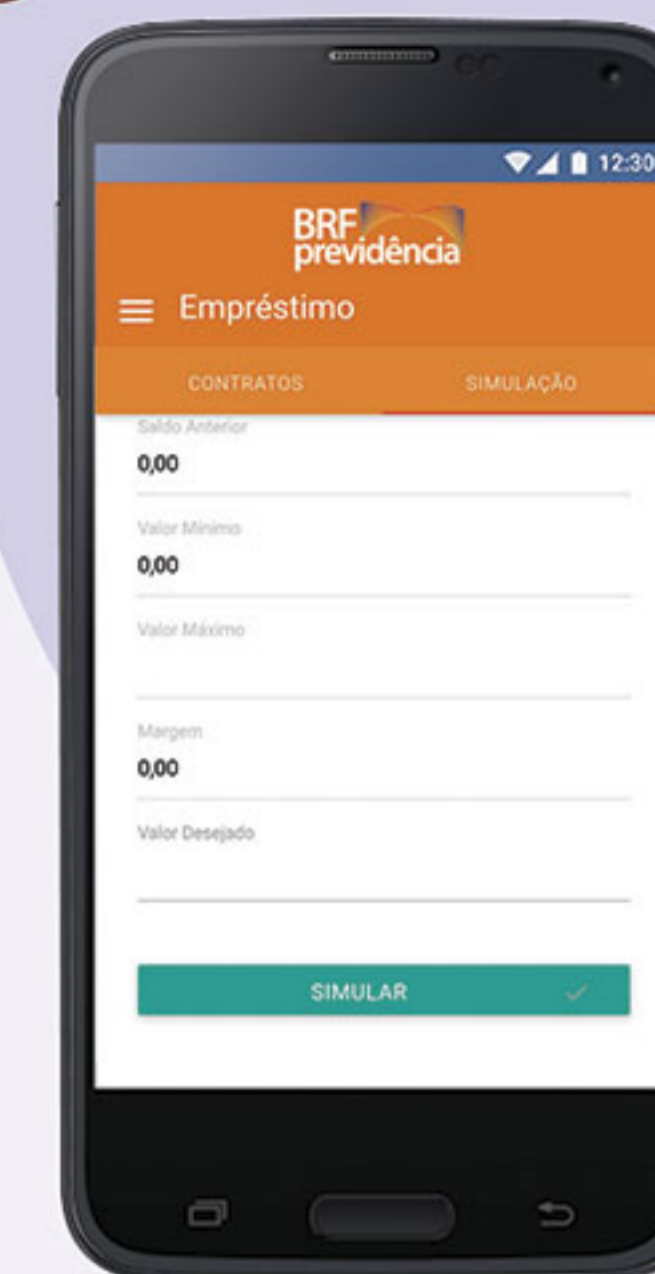 12:30
BRF
previdência
Empréstimo
CONTRATOS SIMULAÇÃO
Saldo Anterior
0,00
Valor Mínimo
0,00
Valor Máximo
Margem
0,00
Valor Desejado
SIMULAR